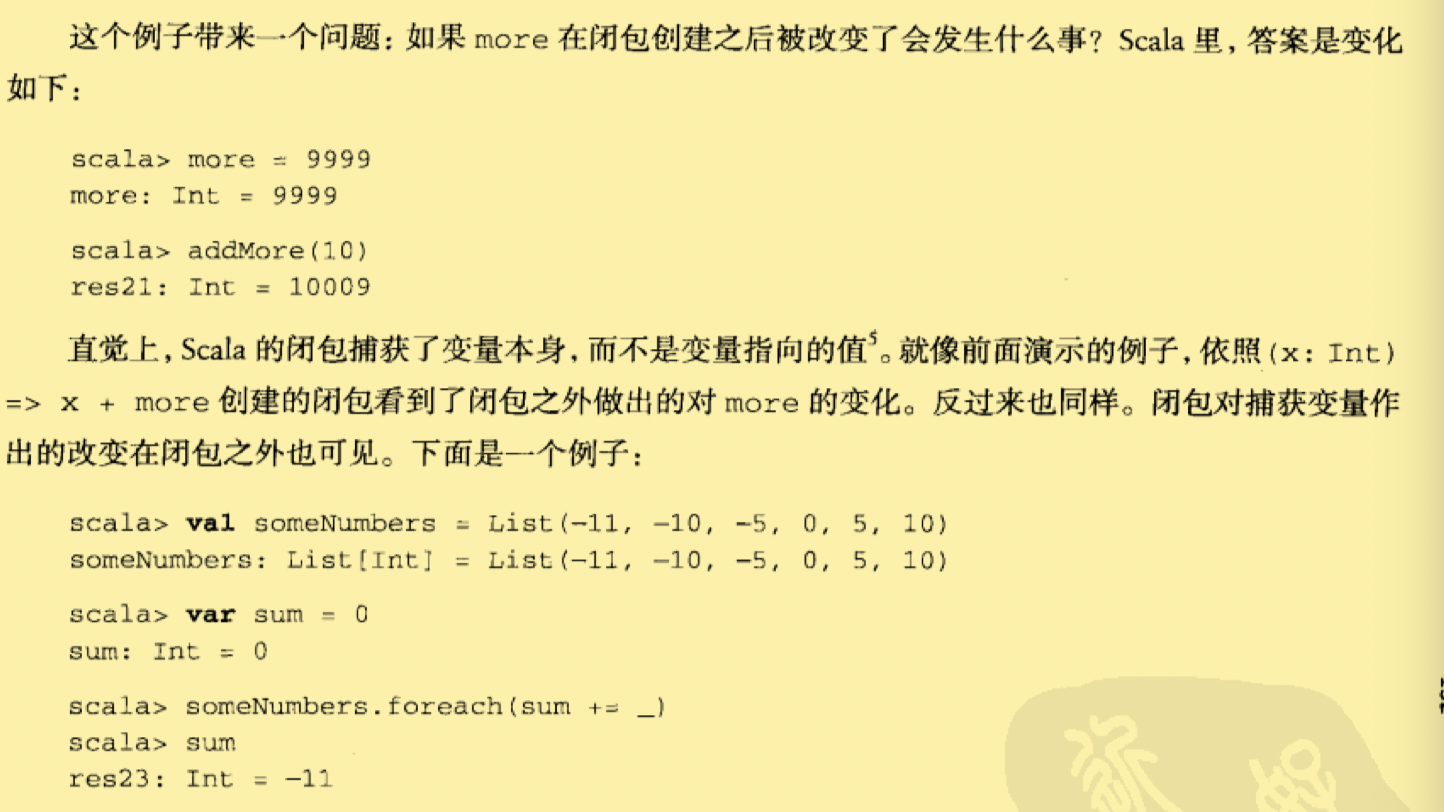 这个例子带来一个问题：如果 more 在闭包创建之后被改变了会发生什么事？Scala 里，答案是变化
如下：
scala> more = 9999
more: Int = 9999
scala> addMore(10)
res21: Int = 10009
直觉上，Scala 的闭包捕获了变量本身，而不是变量指向的值5。就像前面演示的例子，依照(x: Int)
=> x + more 创建的闭包看到了闭包之外做出的对 more 的变化。反过来也同样。闭包对捕获变量作
出的改变在闭包之外也可见。下面是一个例子：
scala> val someNumbers = List(-11, -10, -5, 0, 5, 10)
someNumbers: List[Int] = List(-11, -10, -5, 0, 5, 10)
scala> var sum = 0
sum: Int = 0
scala> someNumbers.foreach(sum += _)
scala> sum
res23: Int = -11